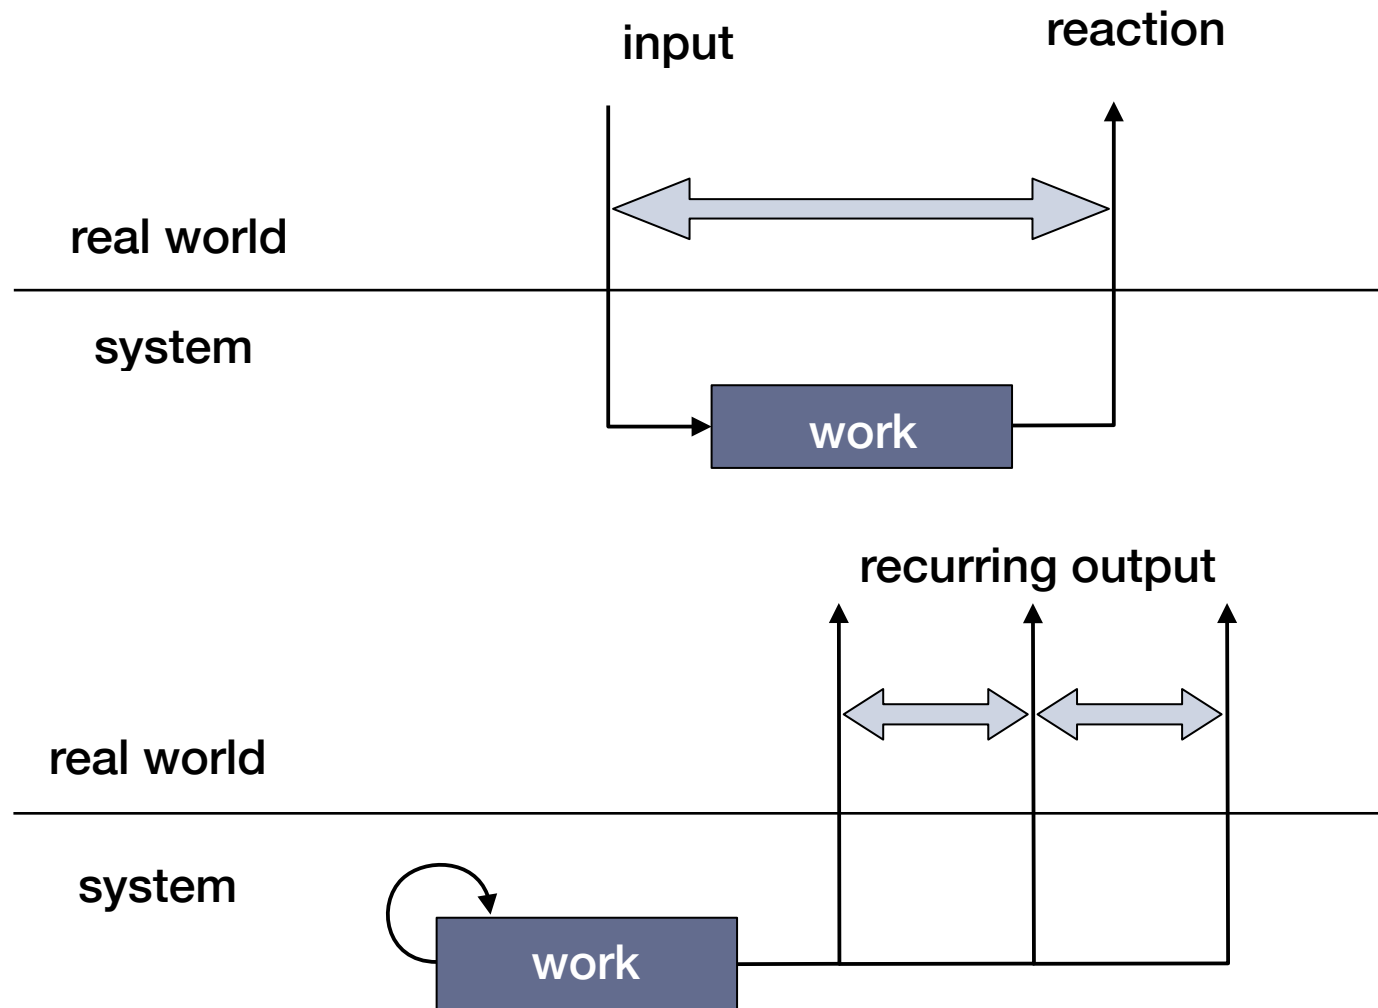 input
reaction
real world
system
work
recurring output
real world
system
work